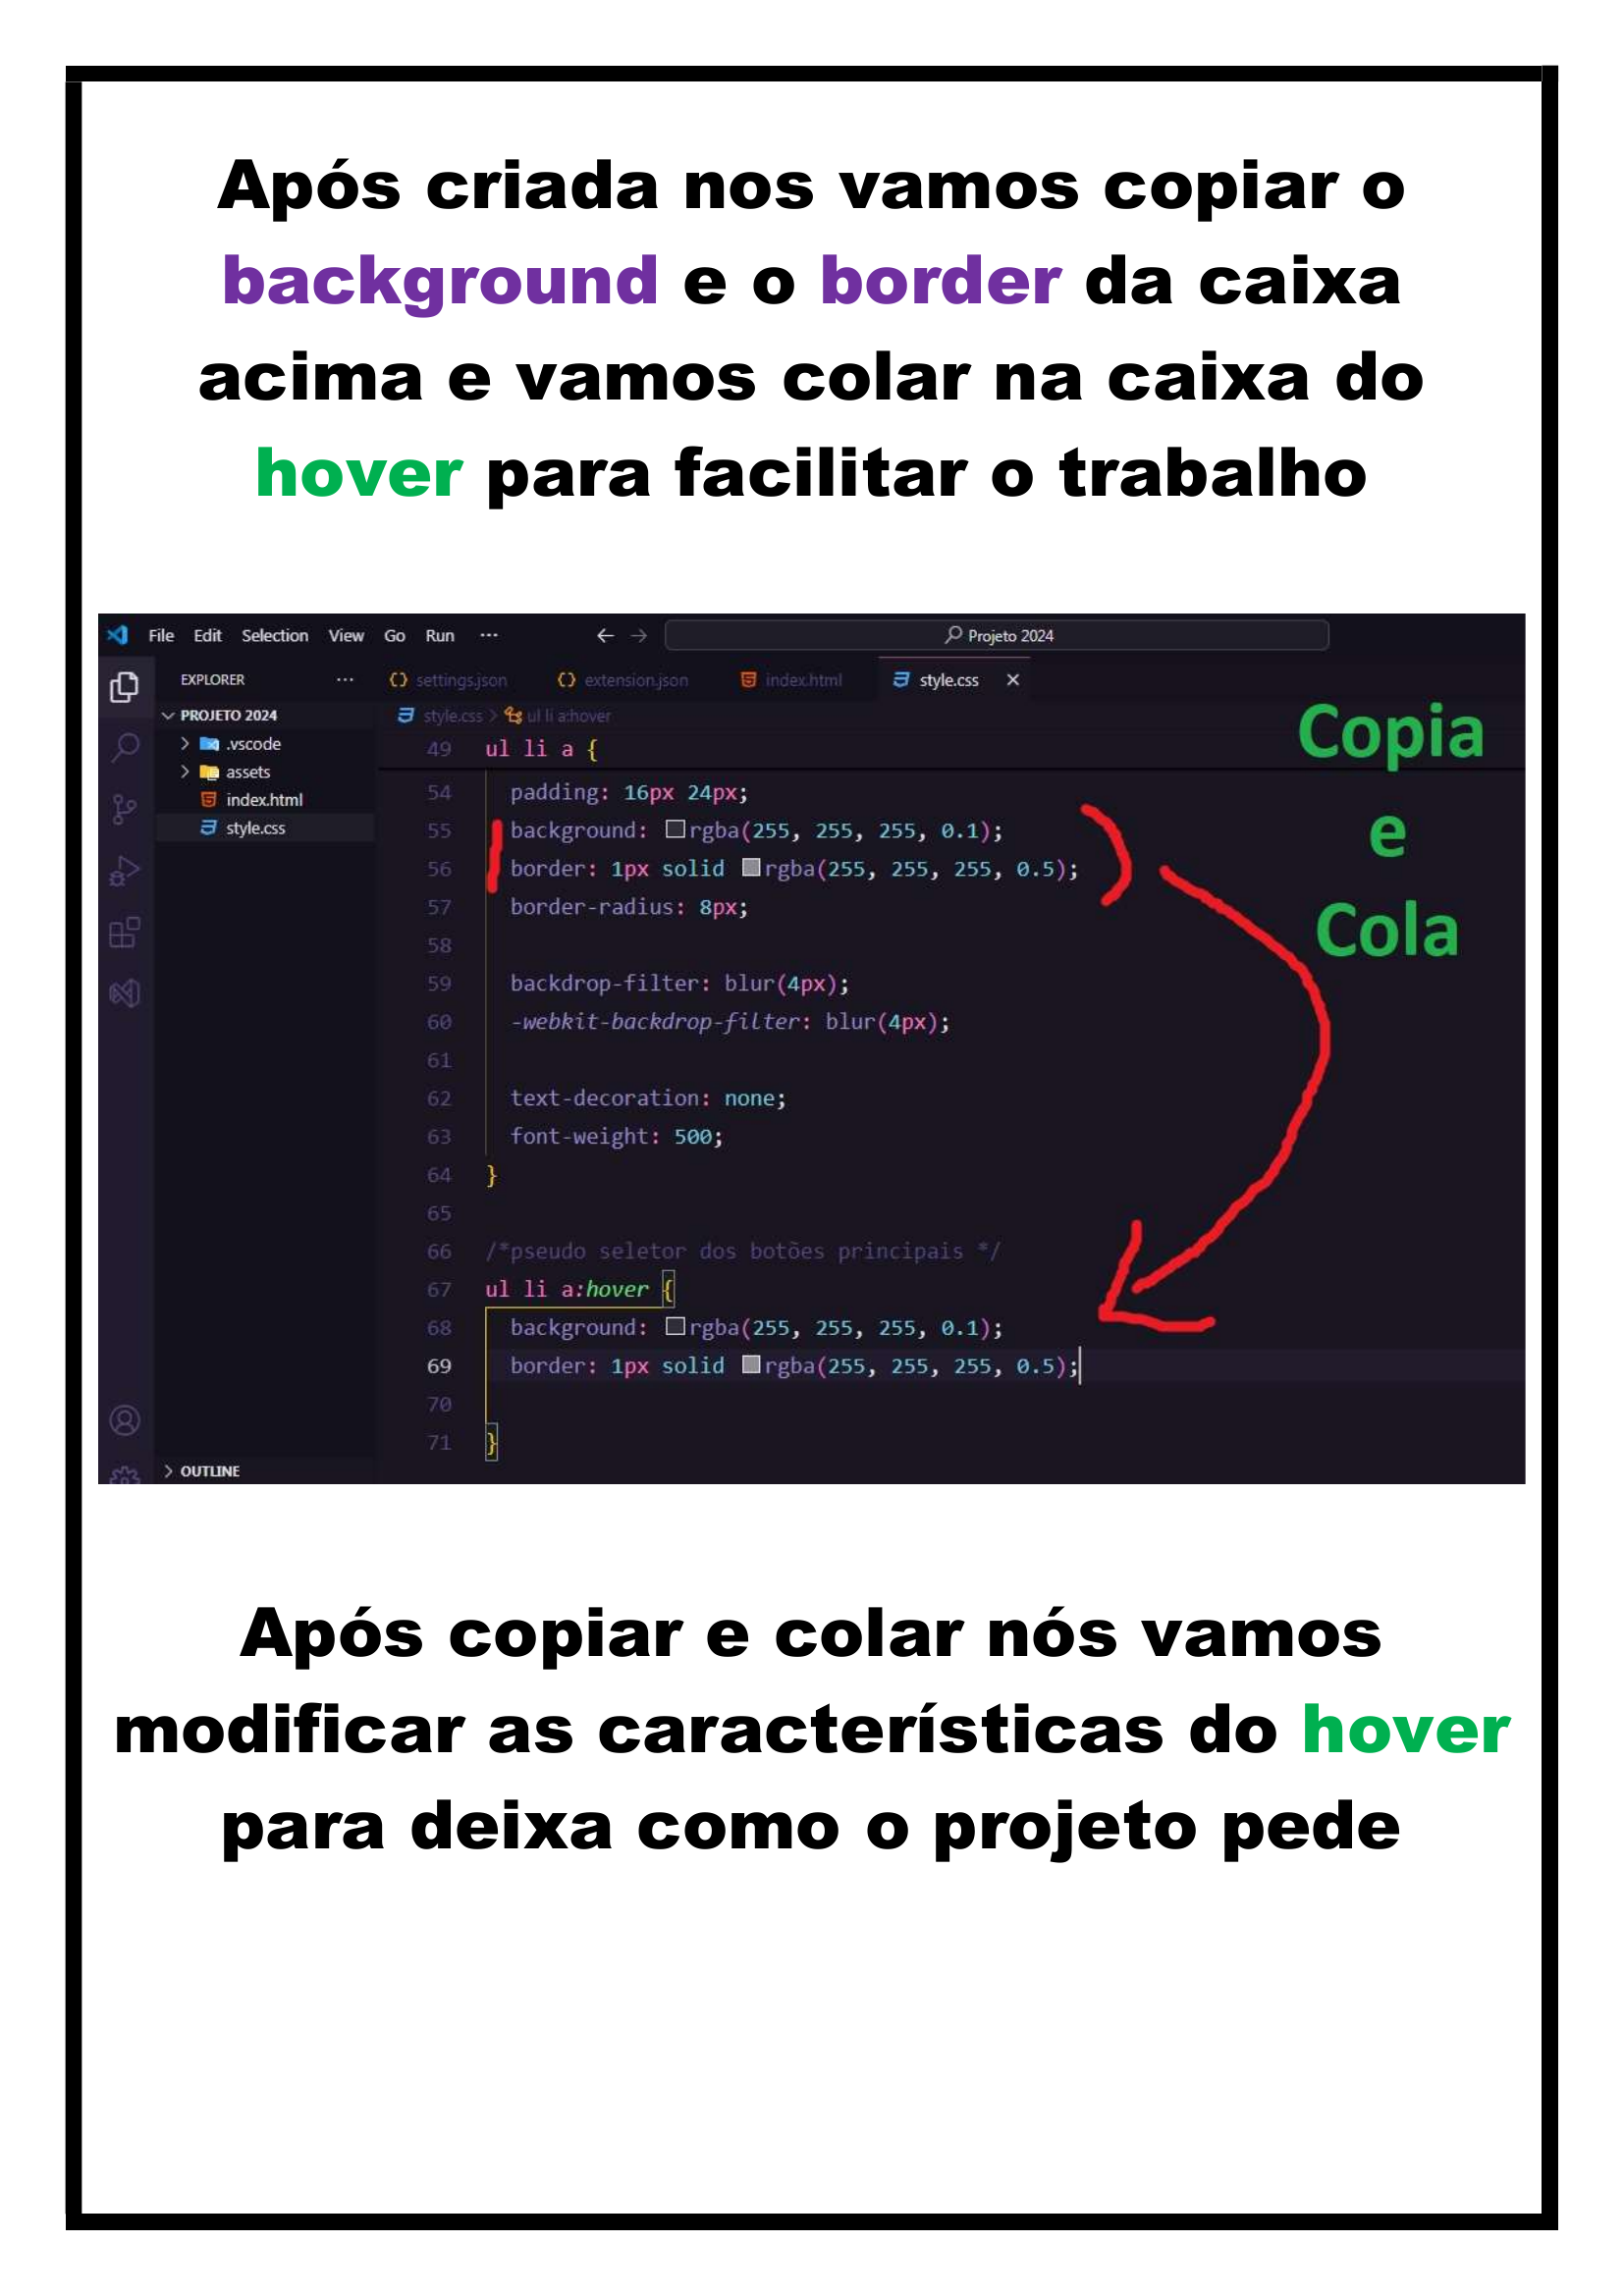 Após criada nos vamos copiar o
background e o border da caixa
acima e vamos colar na caixa do
hover para facilitar o trabalho
File Edit Selection View Go Run ··· ← → Projeto 2024
EXPLORER ··· {} settings.json {} extension.json index.html style.css ×
PROJETO 2024 style.css > ul li a:hover
.vscode
assets
index.html
style.css
OUTLINE
49 ul li a {
54 padding: 16px 24px;
55 background: rgba(255, 255, 255, 0.1);
56 border: 1px solid rgba(255, 255, 255, 0.5);
57 border-radius: 8px;
58
59 backdrop-filter: blur(4px);
60 -webkit-backdrop-filter: blur(4px);
61
62 text-decoration: none;
63 font-weight: 500;
64 }
65
66 /*pseudo seletor dos botões principais */
67 ul li a:hover {
68 background: rgba(255, 255, 255, 0.1);
69 border: 1px solid rgba(255, 255, 255, 0.5);
70
71 }
Copia
e
Cola
Após copiar e colar nós vamos
modificar as características do hover
para deixa como o projeto pede